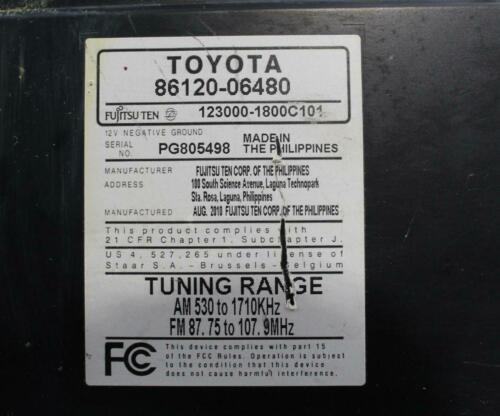 TOYOTA
86120-06480
FUJITSU TEN 123000-1800C101
12V NEGATIVE GROUND
SERIAL NO. PG805498 MADE IN THE PHILIPPINES
MANUFACTURER FUJITSU TEN CORP. OF THE PHILIPPINES
ADDRESS 100 South Science Avenue, Laguna Technopark
Sta. Rosa, Laguna, Philippines
MANUFACTURED AUG. 2010 FUJITSU TEN CORP. OF THE PHILIPPINES
This product complies with
21 CFR Chapter 1, Subchapter J.
US 4,527,265 under license of
Staar S.A.-Brussels-Belgium
TUNING RANGE
AM 530 to 1710KHz
FM 87.75 to 107.9MHz
FC This device complies with part 15
of the FCC Rules. Operation is subject
to the condition that this device
does not cause harmful interference.